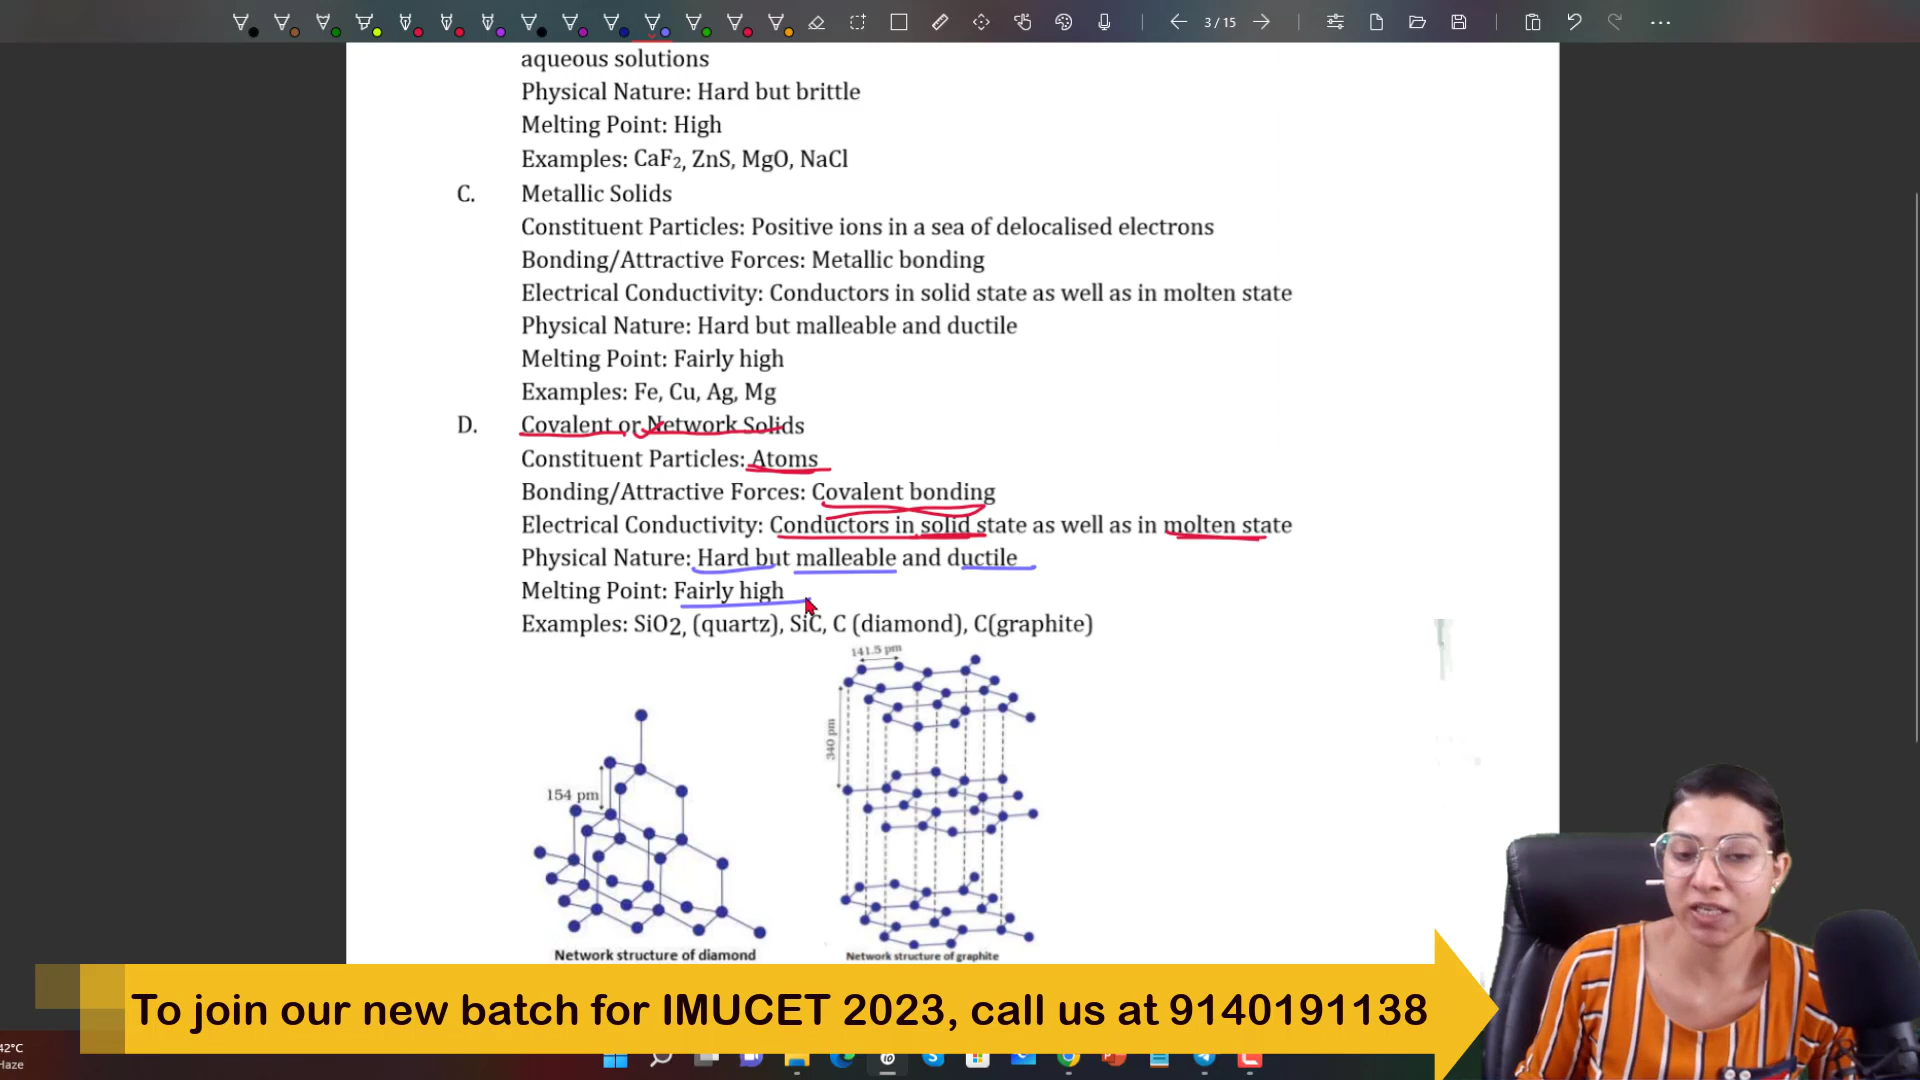 3 / 15
aqueous solutions
Physical Nature: Hard but brittle
Melting Point: High
Examples: CaF2, ZnS, MgO, NaCl
C. Metallic Solids
Constituent Particles: Positive ions in a sea of delocalised electrons
Bonding/Attractive Forces: Metallic bonding
Electrical Conductivity: Conductors in solid state as well as in molten state
Physical Nature: Hard but malleable and ductile
Melting Point: Fairly high
Examples: Fe, Cu, Ag, Mg
D. Covalent or Network Solids
Constituent Particles: Atoms
Bonding/Attractive Forces: Covalent bonding
Electrical Conductivity: Conductors in solid state as well as in molten state
Physical Nature: Hard but malleable and ductile
Melting Point: Fairly high
Examples: SiO2, (quartz), SiC, C (diamond), C(graphite)
141.5 pm
340 pm
154 pm
Network structure of diamond
Network structure of graphite
To join our new batch for IMUCET 2023, call us at 9140191138
42°C
Haze